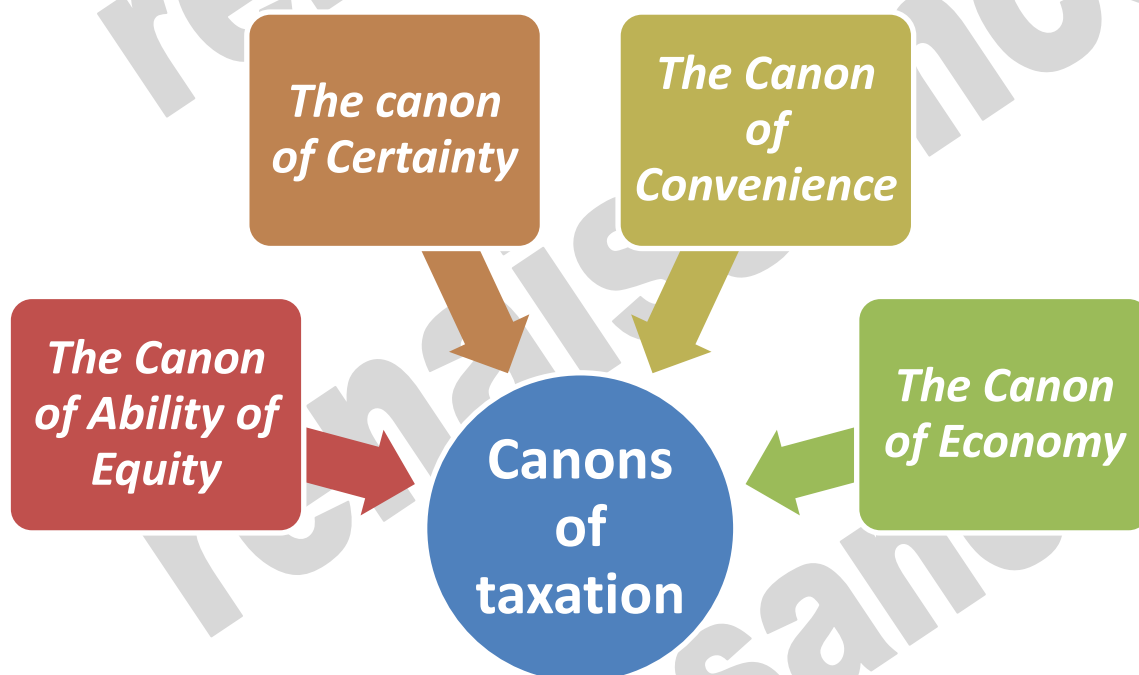 The canon
of Certainty
The Canon
of
Convenience
The Canon
of Ability of
Equity
The Canon
of Economy
Canons
of
taxation